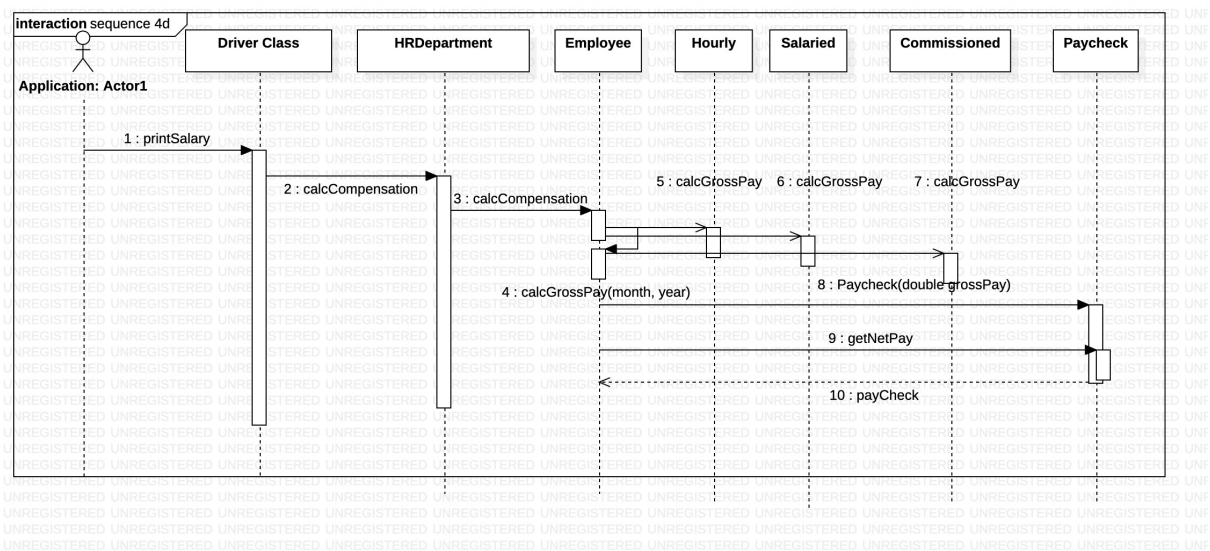 interaction sequence 4d
Driver Class
HRDepartment
Employee
Hourly
Salaried
Commissioned
Paycheck
Application: Actor1
1 : printSalary
2 : calcCompensation
3 : calcCompensation
5 : calcGrossPay
6 : calcGrossPay
7 : calcGrossPay
4 : calcGrossPay(month, year)
8 : Paycheck(double grossPay)
9 : getNetPay
10 : payCheck
UNREGISTERED